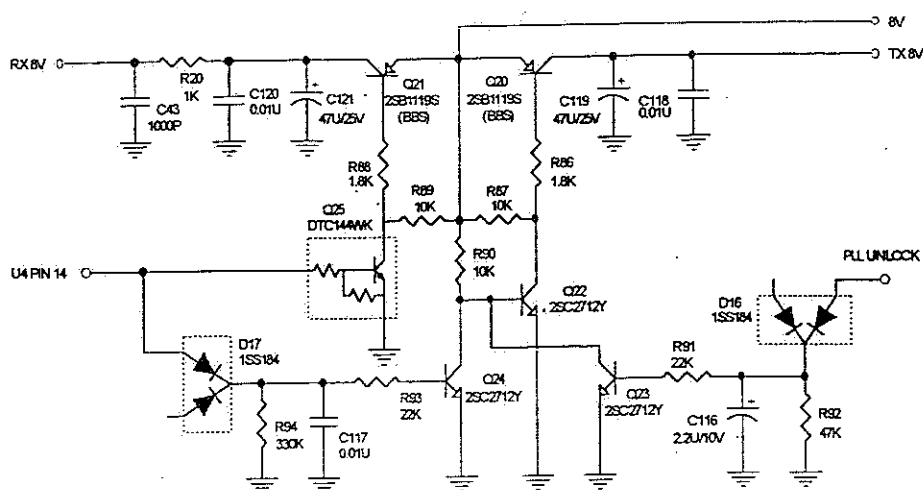 8V
RX 8V
TX 8V
R20
1K
C43
1000P
C120
0.01U
C121
47U/25V
Q21
2SB1119S
(BBS)
Q20
2SB1119S
(BBS)
C119
47U/25V
C118
0.01U
R88
1.8K
R86
1.8K
R89
10K
R87
10K
Q25
DTC144WK
R90
10K
U4 PIN 14
PLL UNLOCK
Q22
2SC2712Y
D16
1SS184
D17
1SS184
R91
22K
R93
22K
Q24
2SC2712Y
Q23
2SC2712Y
R94
330K
C117
0.01U
C116
2.2U/10V
R92
47K